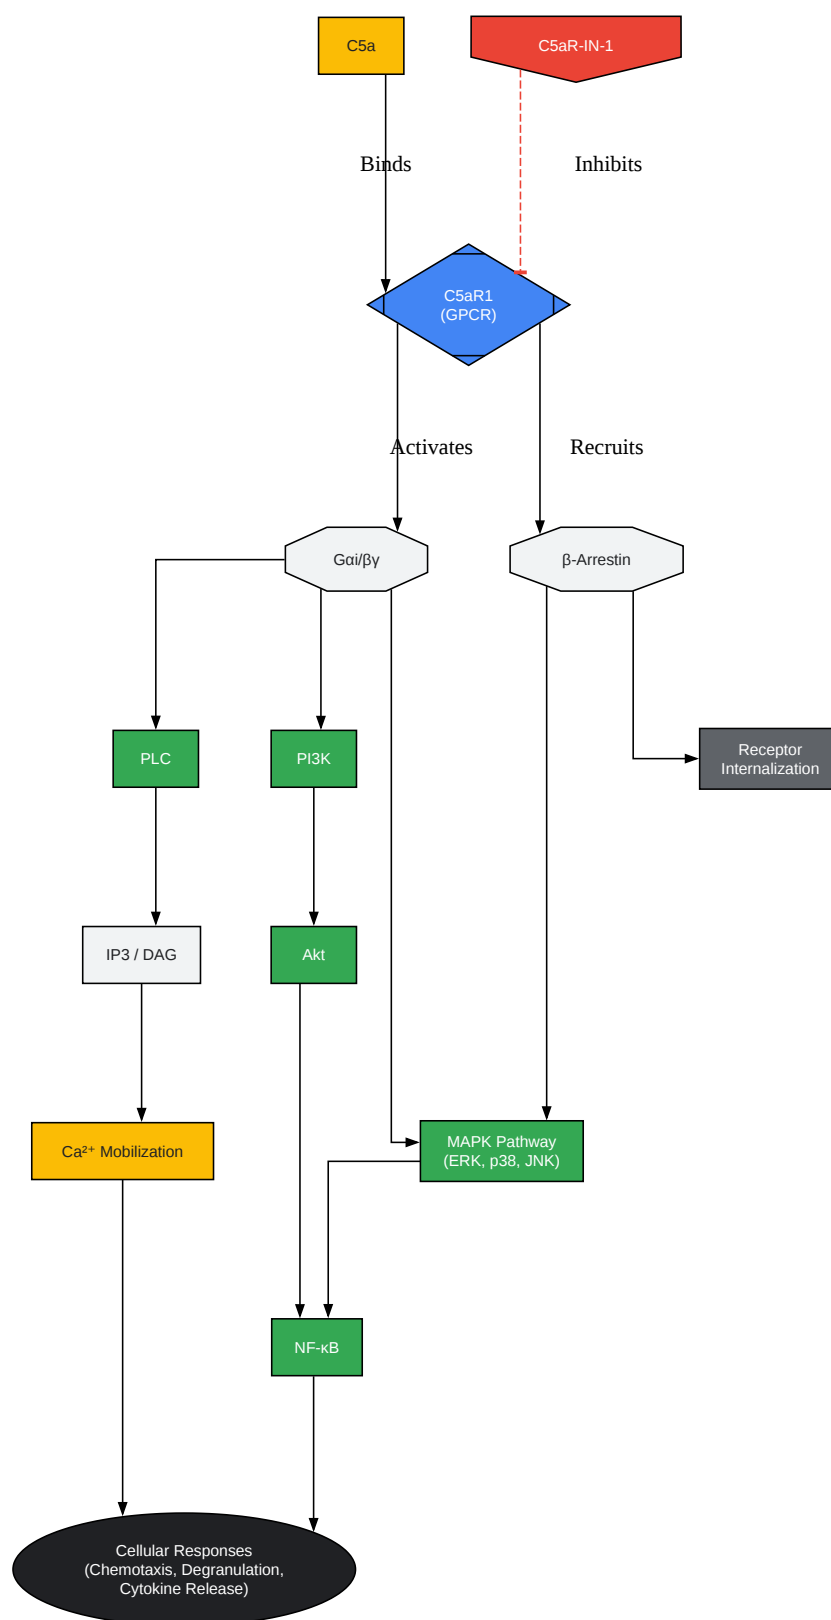 C5a
C5aR-IN-1
Binds
Inhibits
C5aR1
(GPCR)
Activates
Recruits
Gαi/βγ
β-Arrestin
PLC
PI3K
Receptor
Internalization
IP3 / DAG
Akt
Ca²⁺ Mobilization
MAPK Pathway
(ERK, p38, JNK)
NF-κB
Cellular Responses
(Chemotaxis, Degranulation,
Cytokine Release)